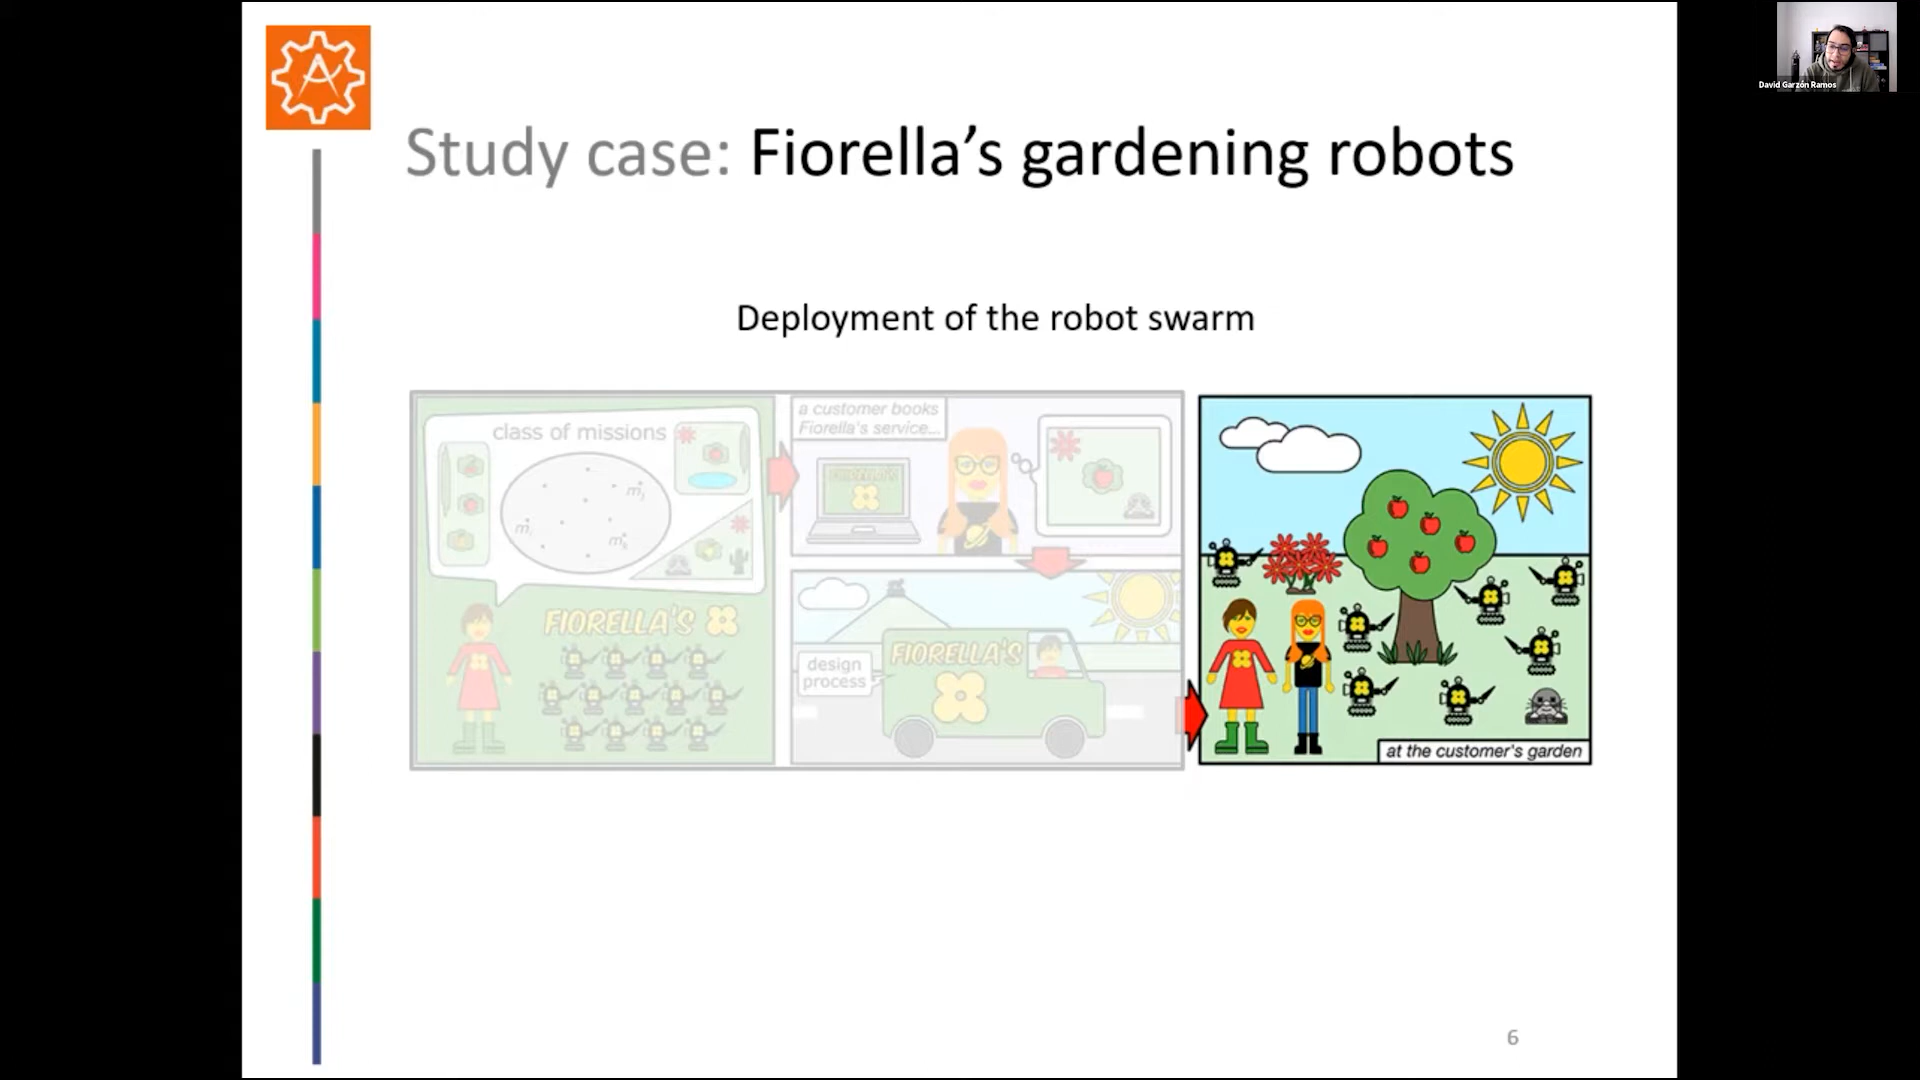 David Garzón Ramos
Study case: Fiorella's gardening robots
Deployment of the robot swarm
class of missions
FIORELLA'S
a customer books
Fiorella's service...
FIORELLA'S
design
process
FIORELLA'S
at the customer's garden
6